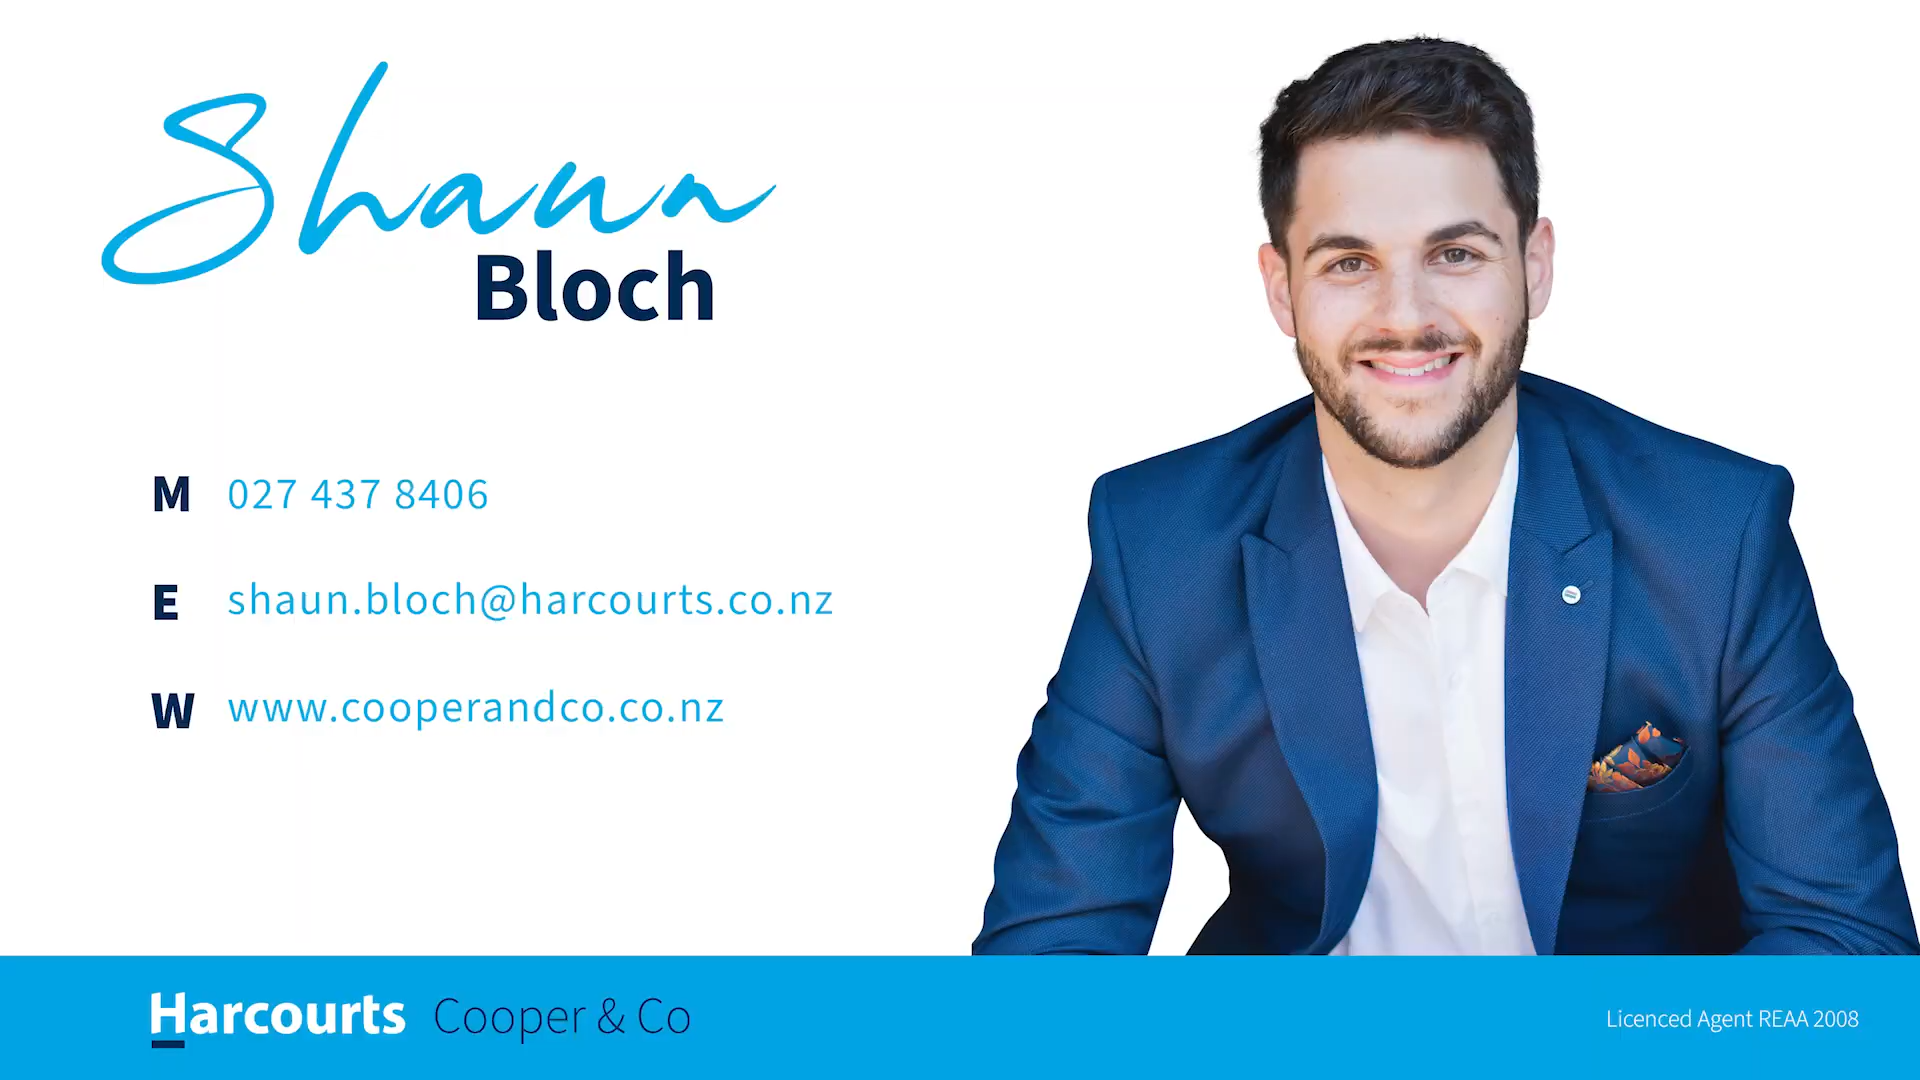 Shaun
Bloch
M 027 437 8406
E shaun.bloch@harcourts.co.nz
W www.cooperandco.co.nz
Harcourts Cooper & Co
Licenced Agent REAA 2008